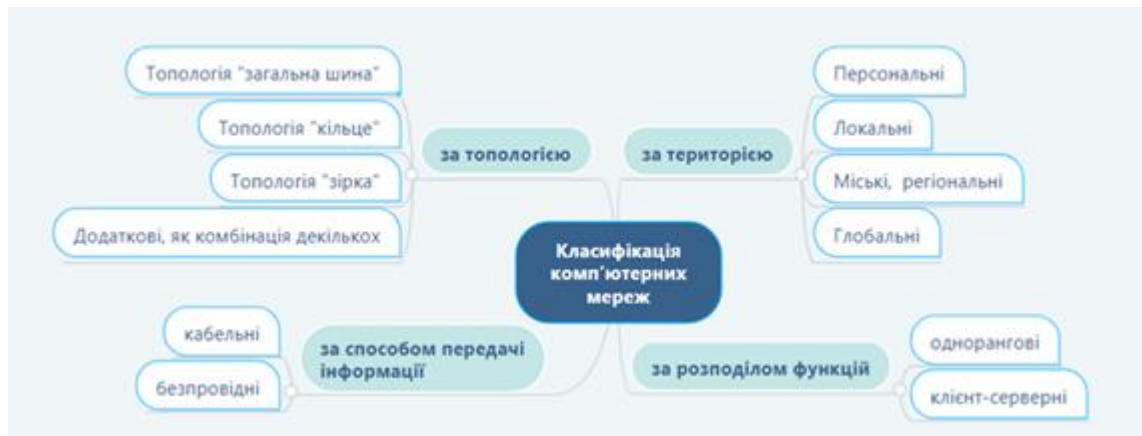 Топологія "загальна шина"
Топологія "кільце"
Топологія "зірка"
Додаткові, як комбінація декількох
за топологією
за територією
Персональні
Локальні
Міські, регіональні
Глобальні
Класифікація
комп'ютерних
мереж
кабельні
безпровідні
за способом передачі
інформації
за розподілом функцій
однорангові
клієнт-серверні